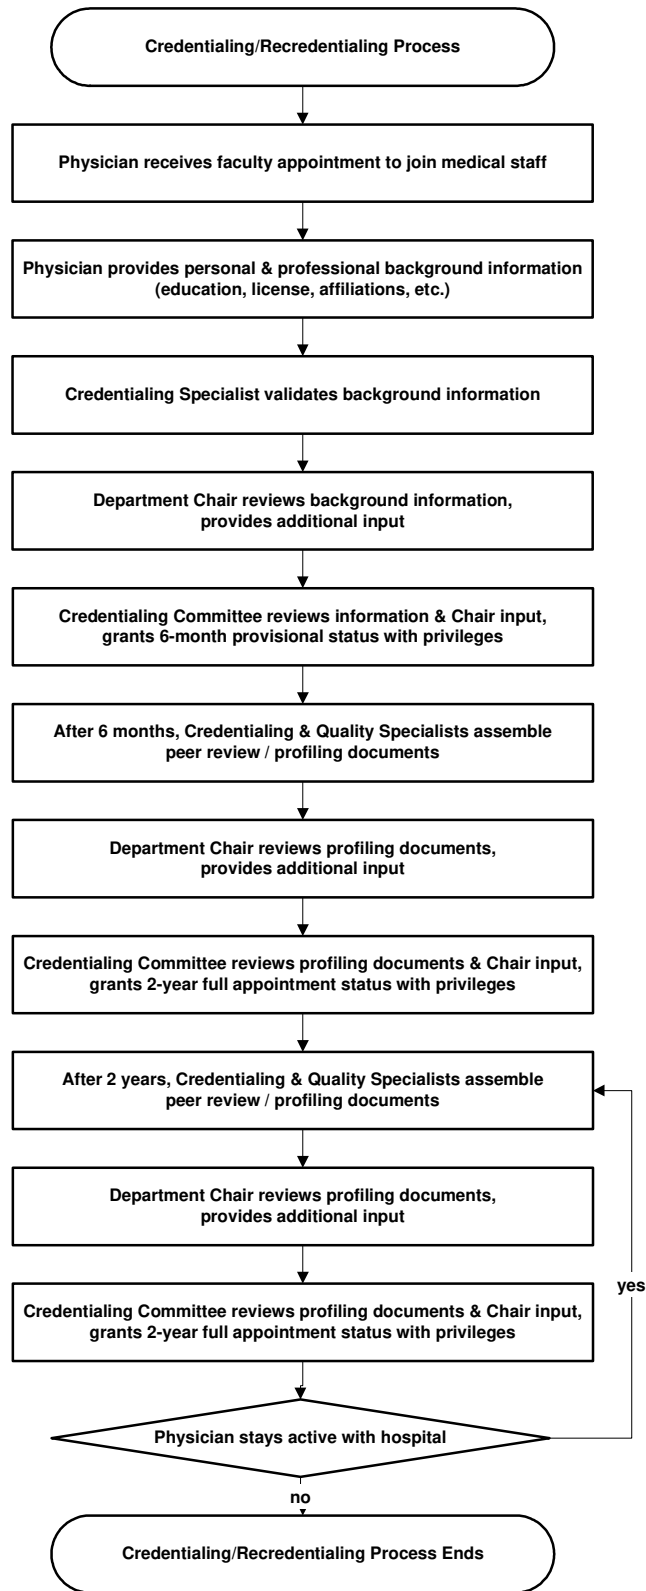 Credentialing/Recredentialing Process
Physician receives faculty appointment to join medical staff
Physician provides personal & professional background information
(education, license, affiliations, etc.)
Credentialing Specialist validates background information
Department Chair reviews background information,
provides additional input
Credentialing Committee reviews information & Chair input,
grants 6-month provisional status with privileges
After 6 months, Credentialing & Quality Specialists assemble
peer review / profiling documents
Department Chair reviews profiling documents,
provides additional input
Credentialing Committee reviews profiling documents & Chair input,
grants 2-year full appointment status with privileges
After 2 years, Credentialing & Quality Specialists assemble
peer review / profiling documents
Department Chair reviews profiling documents,
provides additional input
yes
Credentialing Committee reviews profiling documents & Chair input,
grants 2-year full appointment status with privileges
Physician stays active with hospital
no
Credentialing/Recredentialing Process Ends